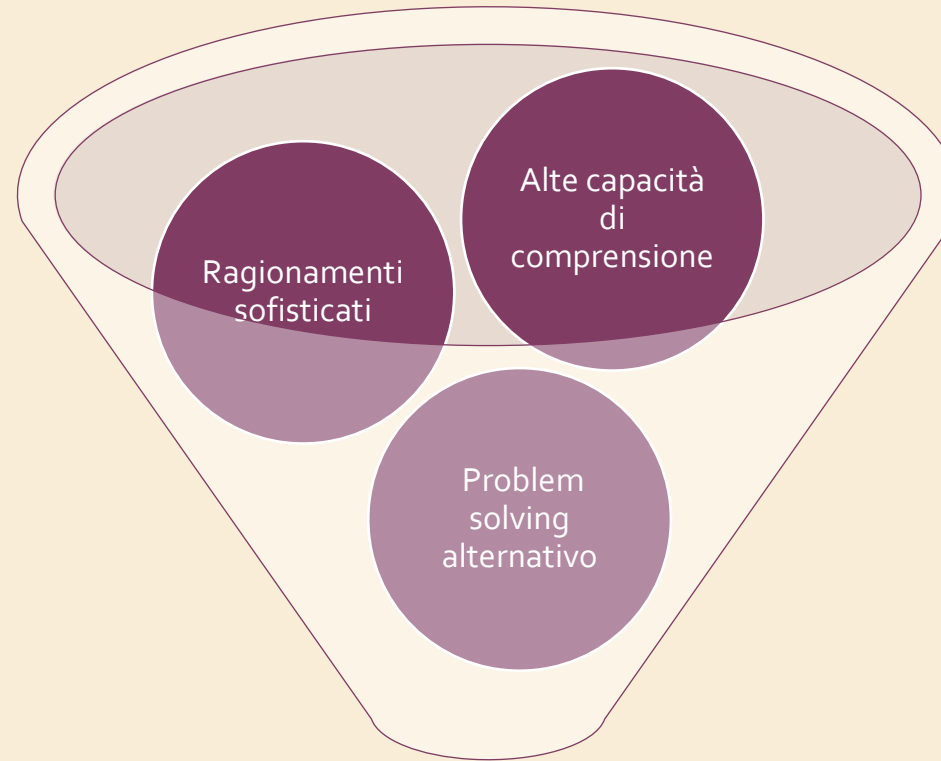 Alte capacità
di
comprensione
Ragionamenti
sofisticati
Problem
solving
alternativo